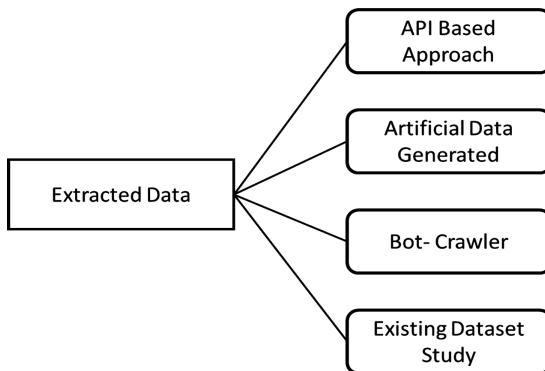 API Based
Approach
Artificial Data
Generated
Extracted Data
Bot- Crawler
Existing Dataset
Study